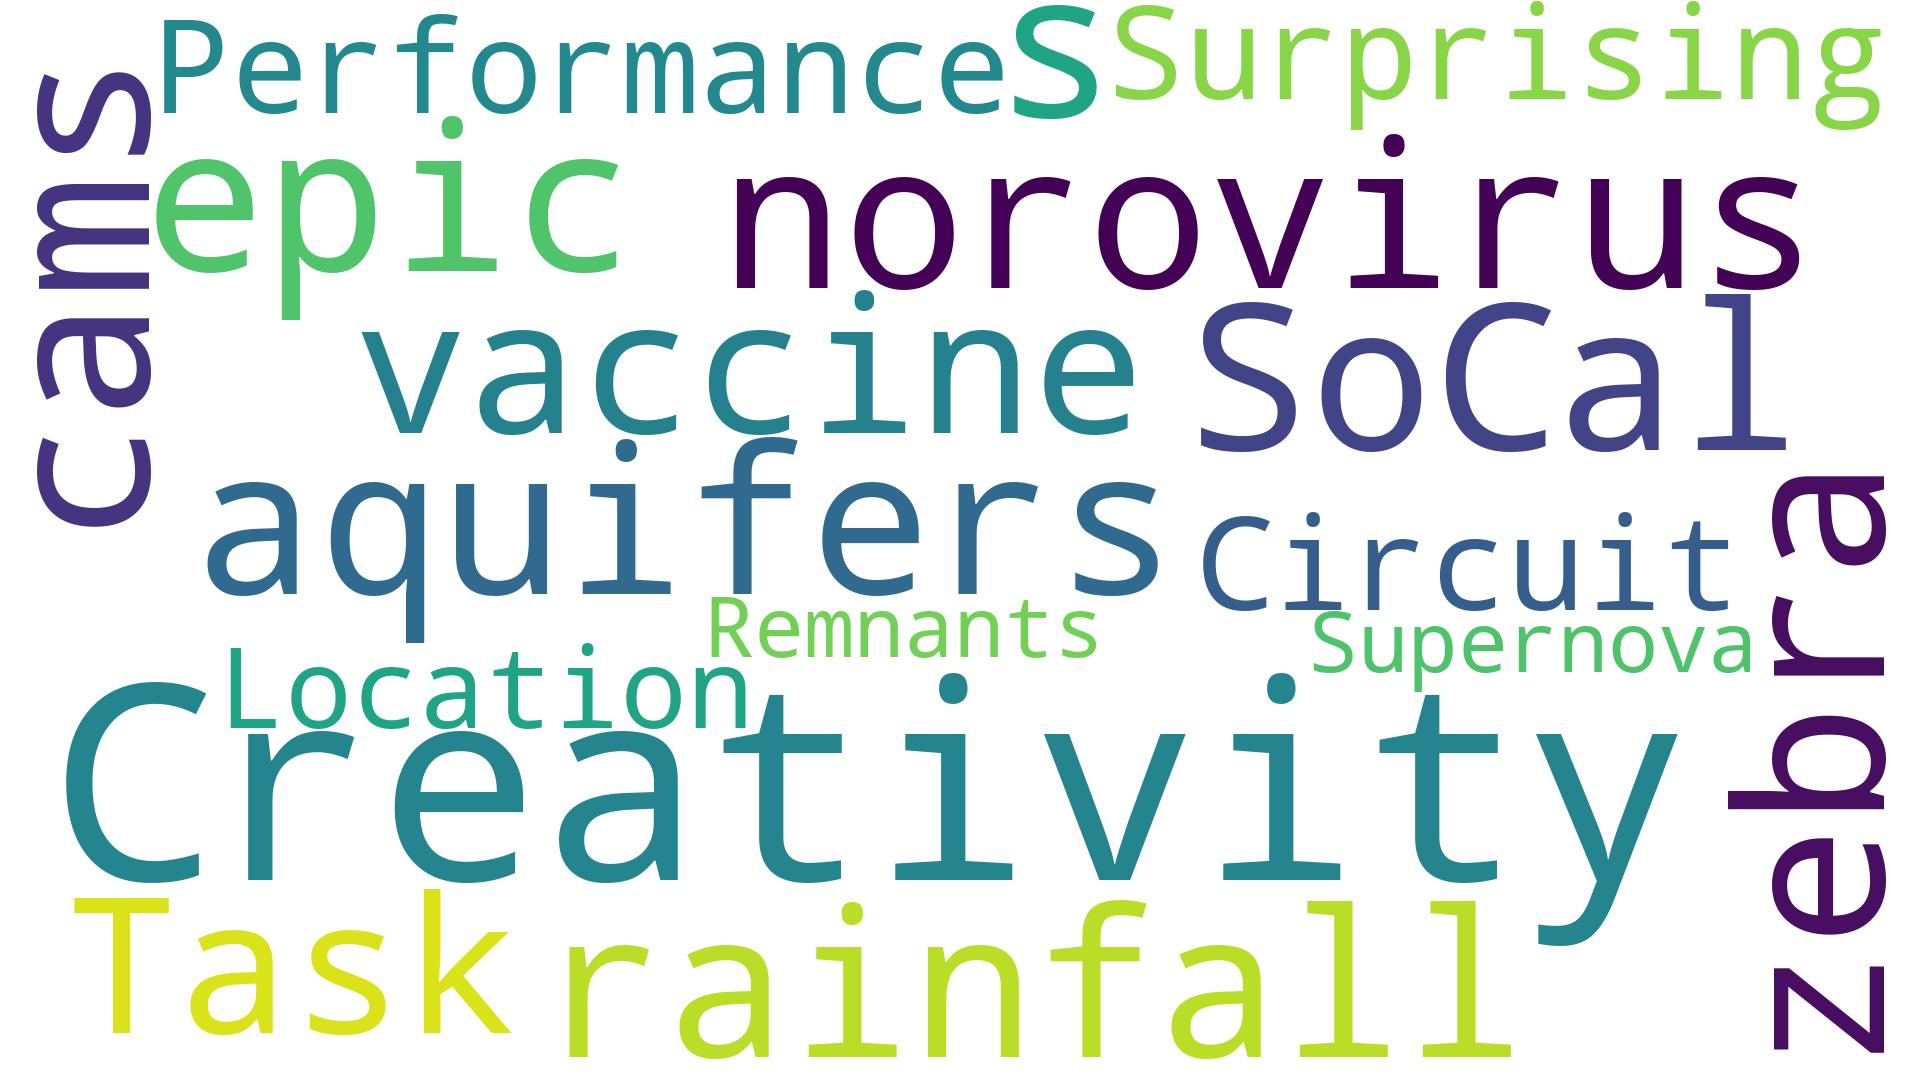 Performance s Surprising
cams
epic norovirus
vaccine SoCal
aquifers Circuit
Remnants Supernova
Location
zebra
Creativity
Task rainfall